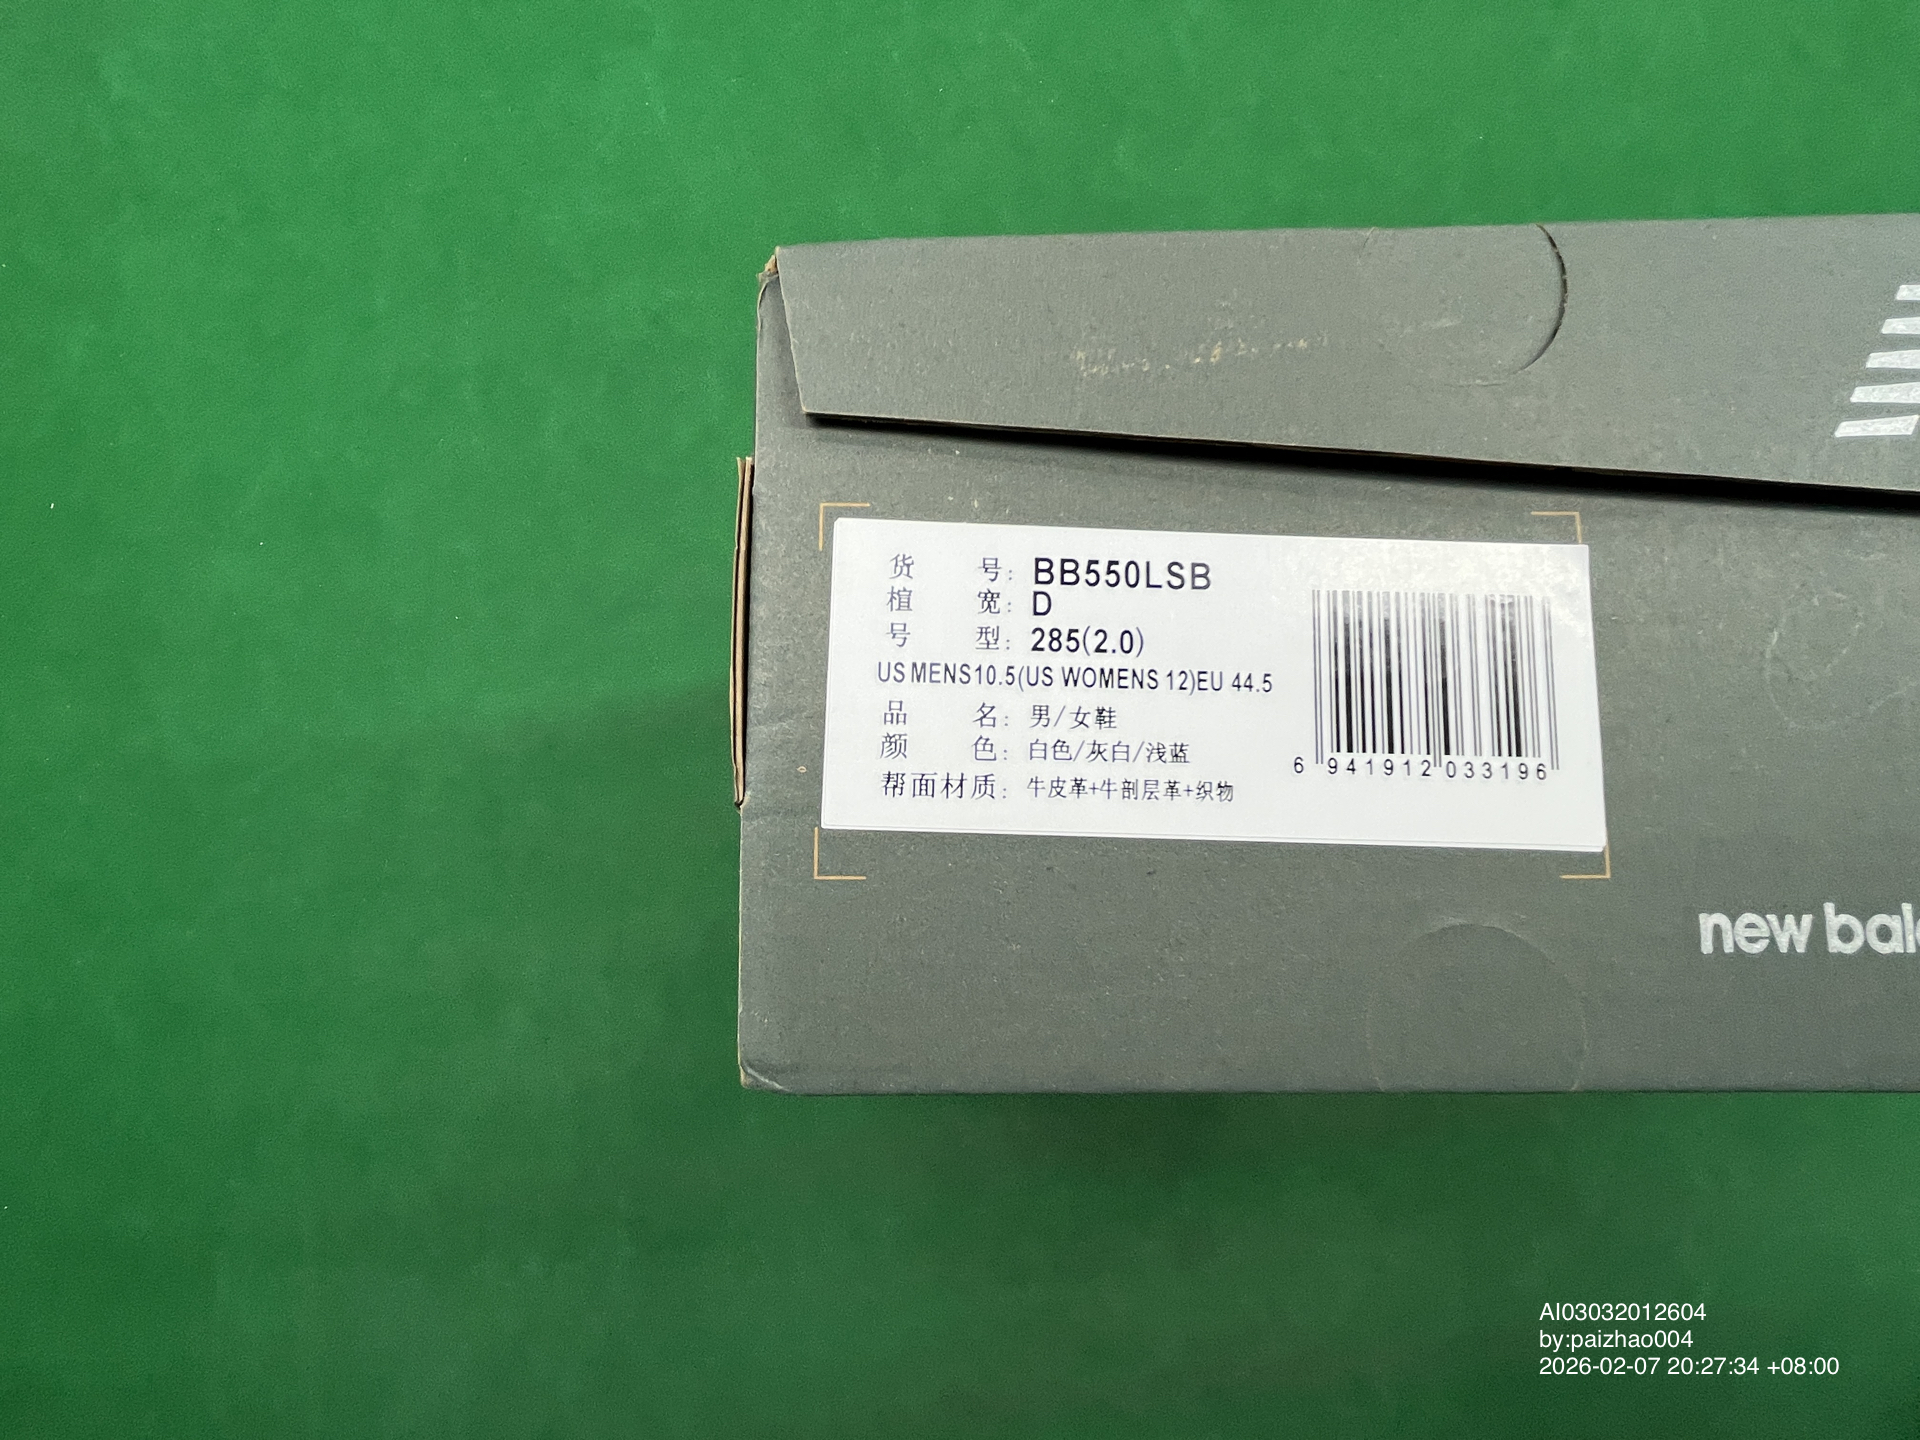 货 号: BB550LSB
楦 宽: D
号 型: 285(2.0)
US MENS10.5(US WOMENS 12)EU 44.5
品 名: 男/女鞋
颜 色: 白色/灰白/浅蓝
帮面材质: 牛皮革+牛剖层革+织物
6 941912 033196
new bal
AI03032012604
by:paizhao004
2026-02-07 20:27:34 +08:00